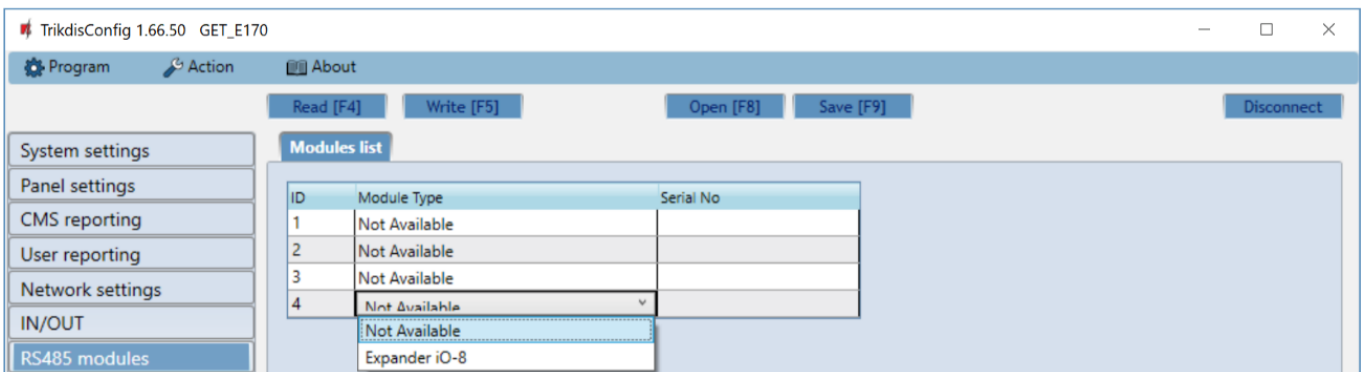 TrikdisConfig 1.66.50 GET_E170
Program Action About
Read [F4] Write [F5] Open [F8] Save [F9] Disconnect
System settings
Panel settings
CMS reporting
User reporting
Network settings
IN/OUT
RS485 modules
Modules list
ID Module Type Serial No
1 Not Available
2 Not Available
3 Not Available
4 Not Available
Not Available
Expander iO-8